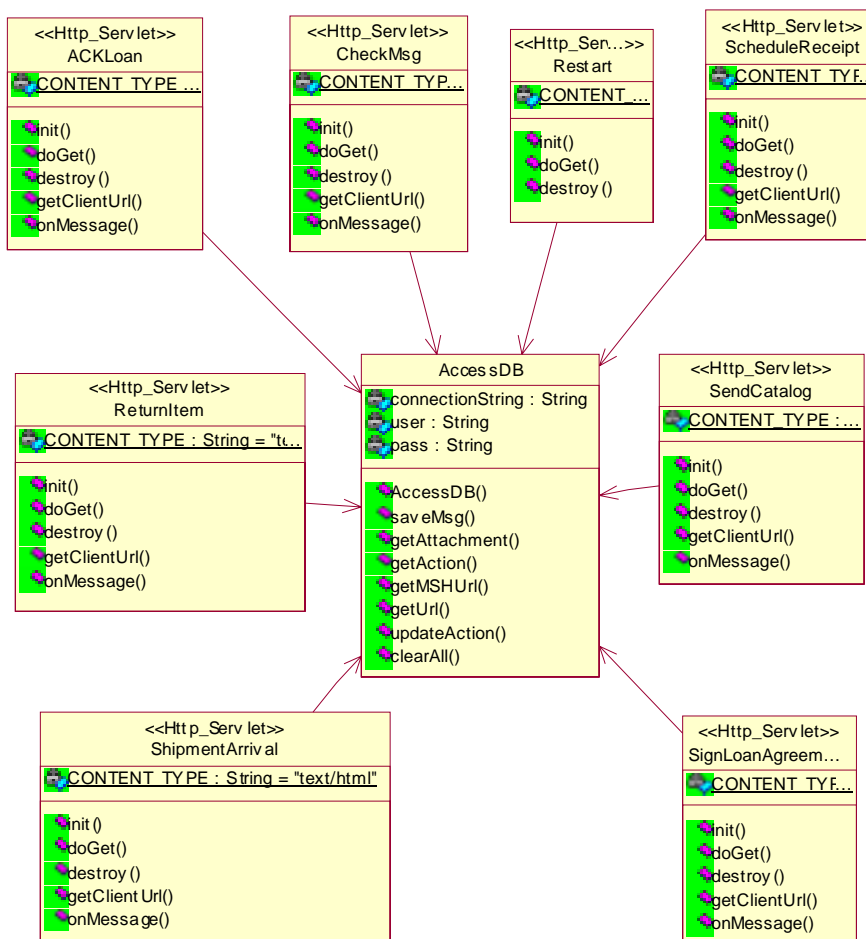 <<Http_Servlet>>
ACKLoan
CONTENT_TYPE ...
init()
doGet()
destroy()
getClientUrl()
onMessage()
<<Http_Servlet>>
CheckMsg
CONTENT_TYP...
init()
doGet()
destroy()
getClientUrl()
onMessage()
<<Http_Ser...>>
Restart
CONTENT_...
init()
doGet()
destroy()
<<Http_Servlet>>
ScheduleReceipt
CONTENT_TYF...
init()
doGet()
destroy()
getClientUrl()
onMessage()
<<Http_Servlet>>
ReturnItem
CONTENT_TYPE : String = "te...
init()
doGet()
destroy()
getClientUrl()
onMessage()
AccessDB
connectionString : String
user : String
pass : String
AccessDB()
saveMsg()
getAttachment()
getAction()
getMSHUrl()
getUrl()
updateAction()
clearAll()
<<Http_Servlet>>
SendCatalog
CONTENT_TYPE : ...
init()
doGet()
destroy()
getClientUrl()
onMessage()
<<Http_Servlet>>
ShipmentArrival
CONTENT_TYPE : String = "text/html"
init()
doGet()
destroy()
getClientUrl()
onMessage()
<<Http_Servlet>>
SignLoanAgreem...
CONTENT_TYF...
init()
doGet()
destroy()
getClientUrl()
onMessage()